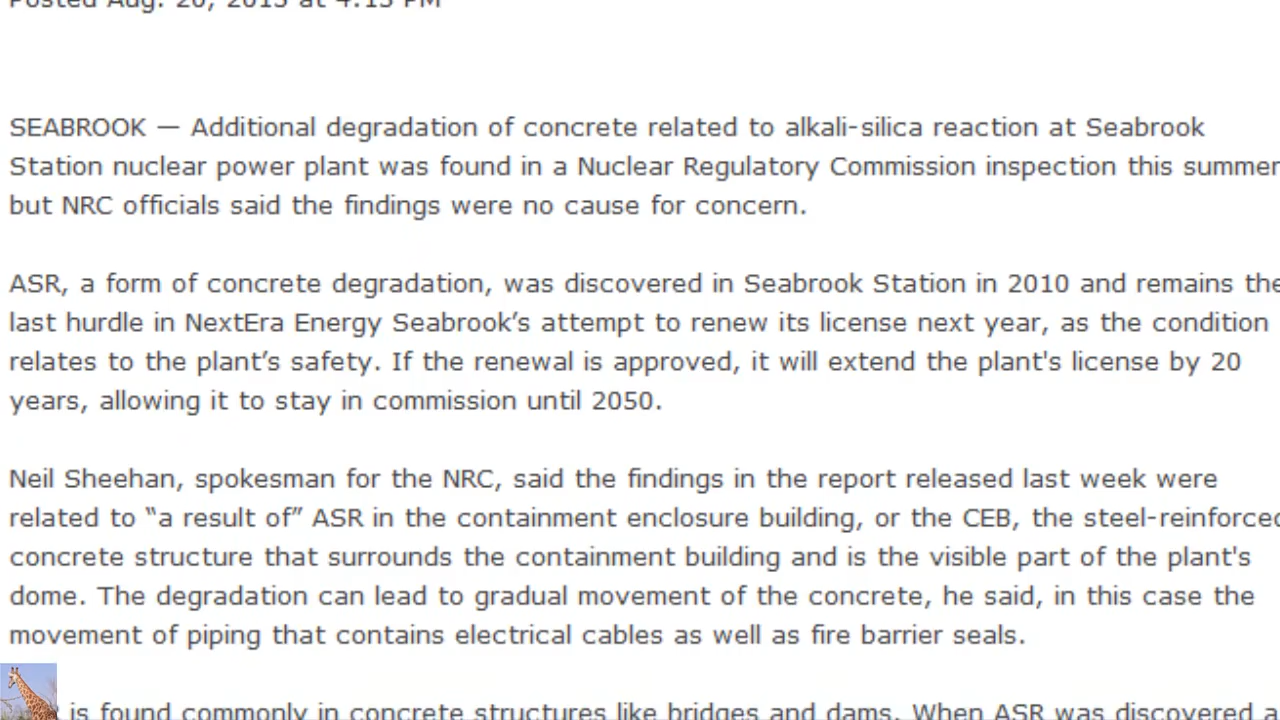 Posted Aug. 20, 2015 at 4:15 PM
SEABROOK — Additional degradation of concrete related to alkali-silica reaction at Seabrook
Station nuclear power plant was found in a Nuclear Regulatory Commission inspection this summer
but NRC officials said the findings were no cause for concern.
ASR, a form of concrete degradation, was discovered in Seabrook Station in 2010 and remains the
last hurdle in NextEra Energy Seabrook’s attempt to renew its license next year, as the condition
relates to the plant’s safety. If the renewal is approved, it will extend the plant's license by 20
years, allowing it to stay in commission until 2050.
Neil Sheehan, spokesman for the NRC, said the findings in the report released last week were
related to “a result of” ASR in the containment enclosure building, or the CEB, the steel-reinforced
concrete structure that surrounds the containment building and is the visible part of the plant's
dome. The degradation can lead to gradual movement of the concrete, he said, in this case the
movement of piping that contains electrical cables as well as fire barrier seals.
is found commonly in concrete structures like bridges and dams. When ASR was discovered a